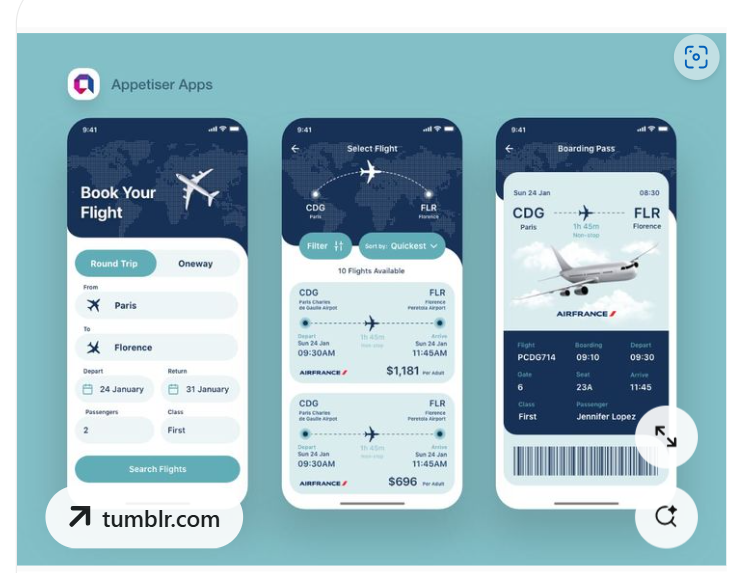 Appetiser Apps
9:41
Book Your
Flight
Round Trip
Oneway
From
Paris
To
Florence
Depart
Return
24 January
31 January
Passengers
Class
2
First
Search Flights
9:41
Select Flight
CDG
FLR
Paris
Florence
Filter
Sort by: Quickest
10 Flights Available
CDG
FLR
Paris Charles
de Gaulle Airpot
Florence
Peretola Airport
Depart
1h 45m
Arrive
Sun 24 Jan
Non-stop
Sun 24 Jan
09:30AM
11:45AM
AIRFRANCE
$1,181 Per Adult
CDG
FLR
Paris Charles
de Gaulle Airpot
Florence
Peretola Airport
Depart
1h 45m
Arrive
Sun 24 Jan
Non-stop
Sun 24 Jan
09:30AM
11:45AM
AIRFRANCE
$696 Per Adult
9:41
Boarding Pass
Sun 24 Jan
08:30
CDG
FLR
Paris
1h 45m
Florence
Non-stop
AIRFRANCE
Flight
Boarding
Depart
PCDG714
09:10
09:30
Gate
Seat
Arrive
6
23A
11:45
Class
Passenger
First
Jennifer Lopez
tumblr.com